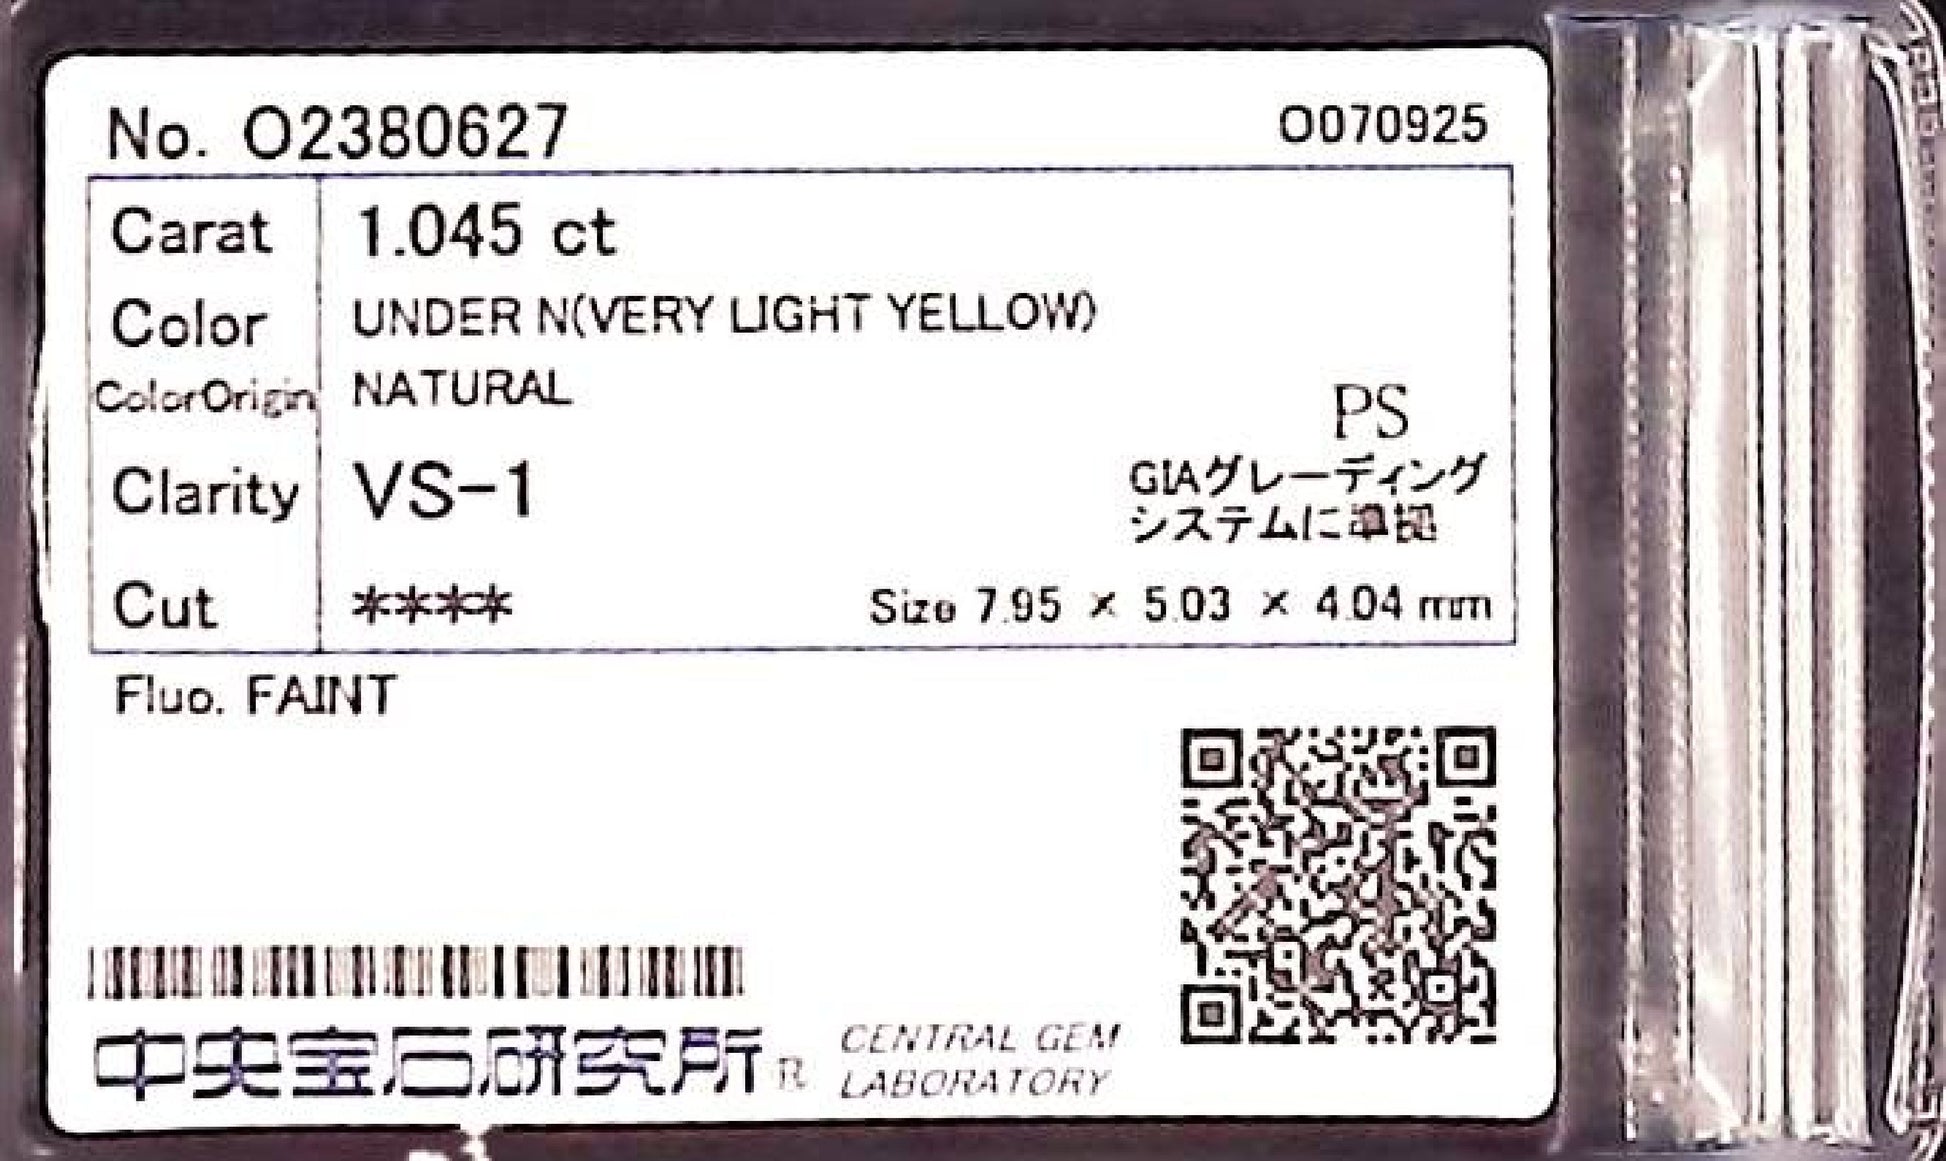 No. O2380627
O070925
Carat 1.045 ct
Color UNDER N(VERY LIGHT YELLOW)
ColorOrigin NATURAL
PS
Clarity VS-1
GIAグレーディング
システムに準拠
Cut ****
Size 7.95 × 5.03 × 4.04 mm
Fluo. FAINT
中央宝石研究所 R
CENTRAL GEM
LABORATORY